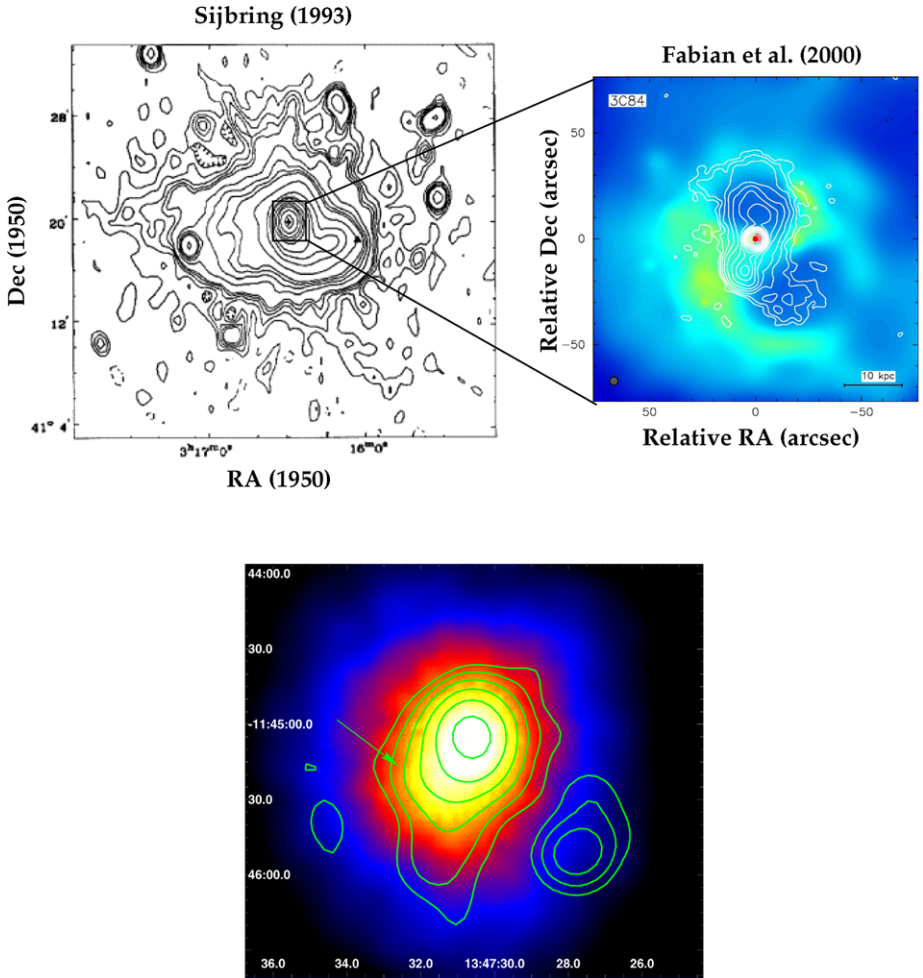 Sijbring (1993)
Fabian et al. (2000)
Dec (1950)
28'
20'
12'
41° 4'
3ʰ17ᵐ0ˢ
16ᵐ0ˢ
RA (1950)
3C84
Relative Dec (arcsec)
50
0
−50
10 kpc
50
0
−50
Relative RA (arcsec)
44:00.0
30.0
-11:45:00.0
30.0
46:00.0
36.0
34.0
32.0
13:47:30.0
28.0
26.0